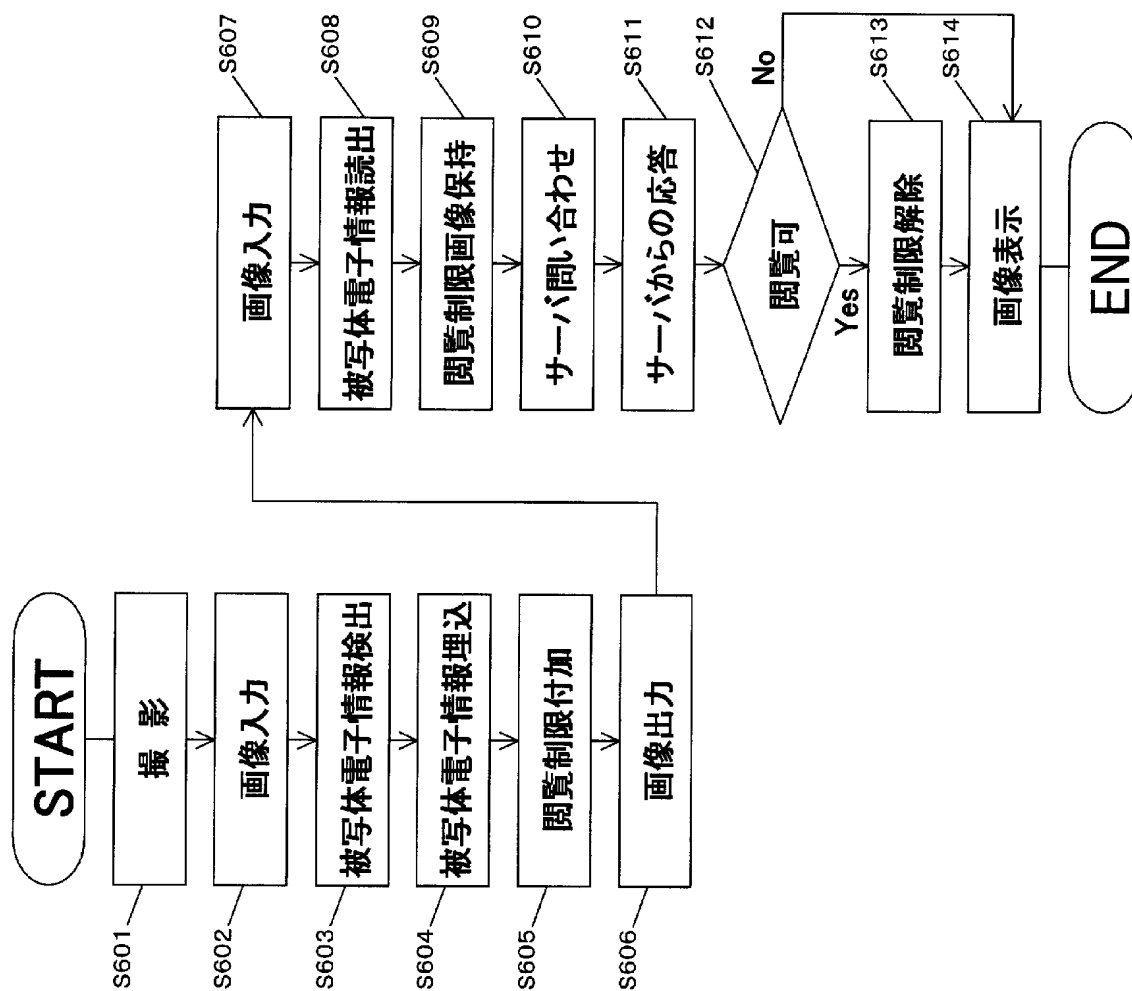 START
S601
撮 影
S602
画像入力
S603
被写体電子情報検出
S604
被写体電子情報埋込
S605
閲覧制限付加
S606
画像出力
S607
画像入力
S608
被写体電子情報読出
S609
閲覧制限画像保持
S610
サーバ問い合わせ
S611
サーバからの応答
S612
閲覧可
No
Yes
S613
閲覧制限解除
S614
画像表示
END